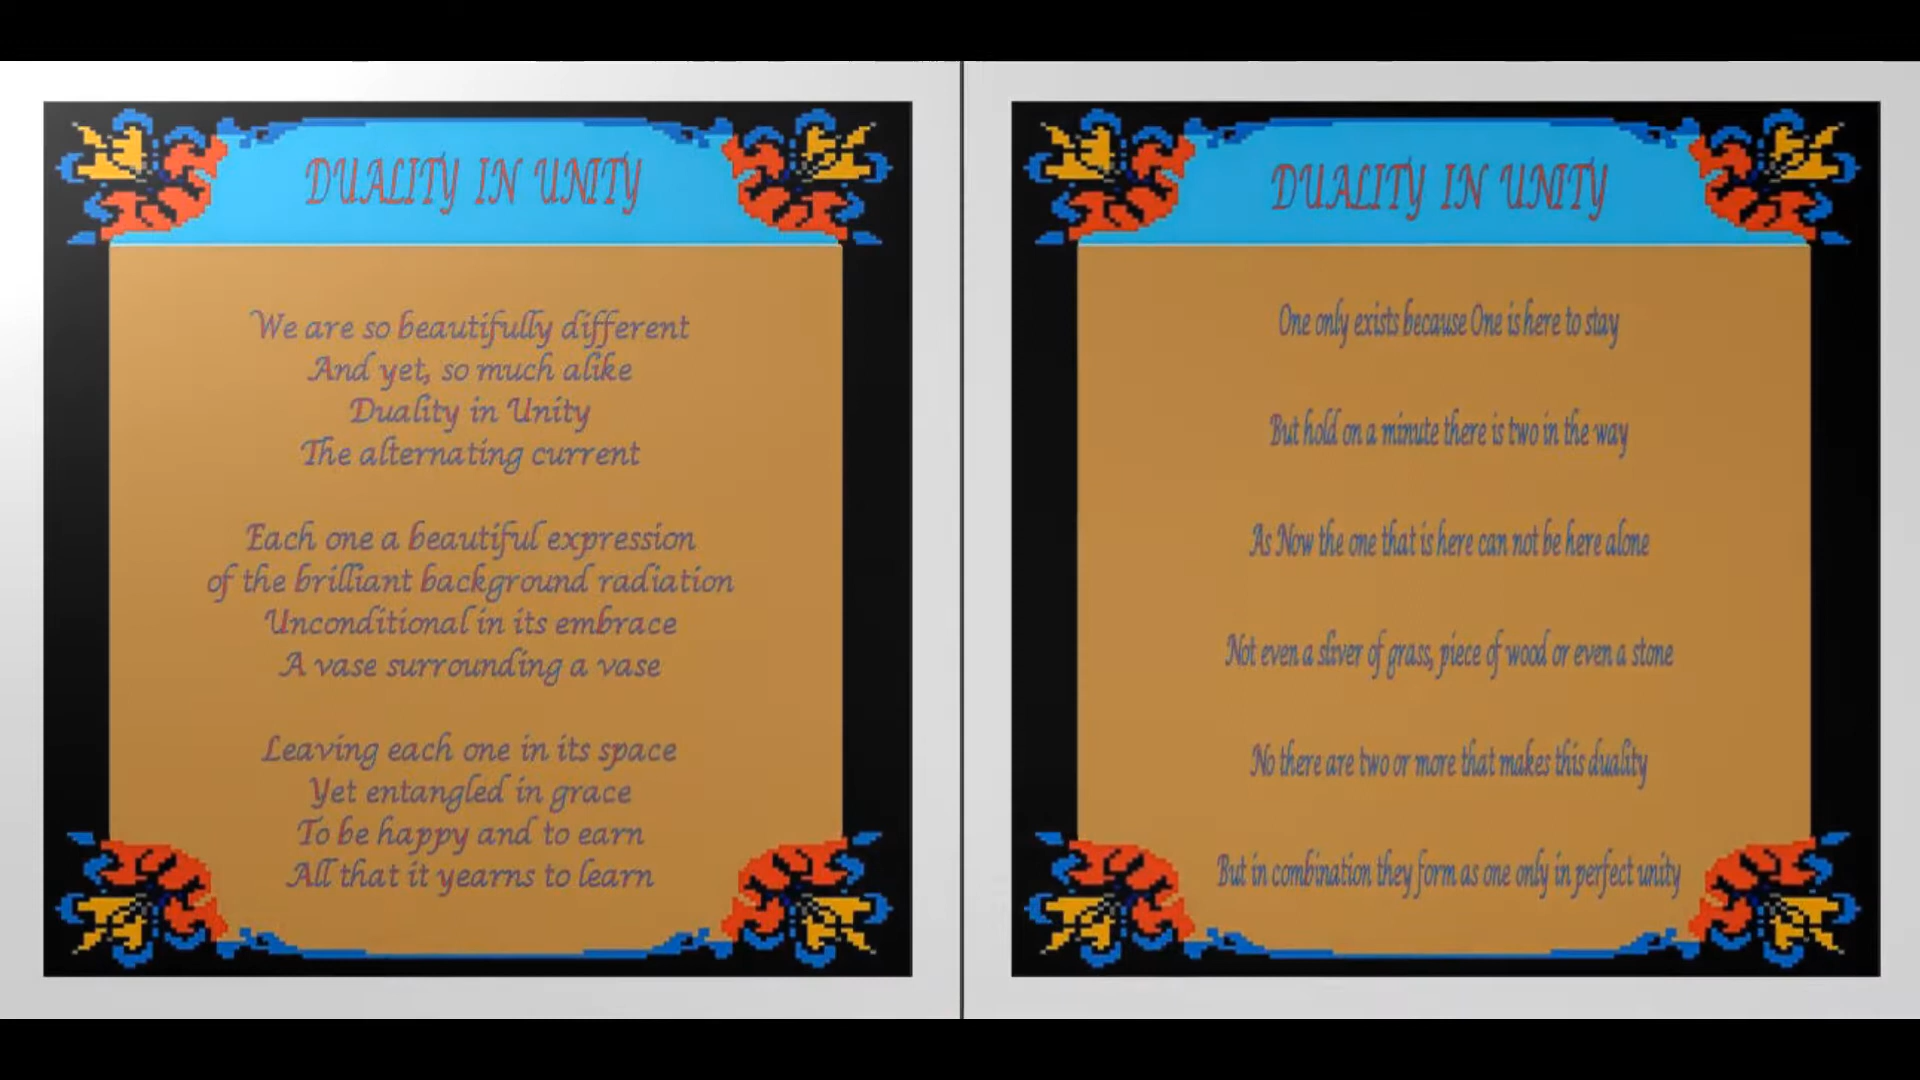 DUALITY IN UNITY
We are so beautifully different
And yet, so much alike
Duality in Unity
The alternating current
Each one a beautiful expression
of the brilliant background radiation
Unconditional in its embrace
A vase surrounding a vase
Leaving each one in its space
Yet entangled in grace
To be happy and to earn
All that it yearns to learn
DUALITY IN UNITY
One only exists because One is here to stay
But hold on a minute there is two in the way
As Now the one that is here can not be here alone
Not even a sliver of grass, piece of wood or even a stone
No there are two or more that makes this duality
But in combination they form as one only in perfect unity